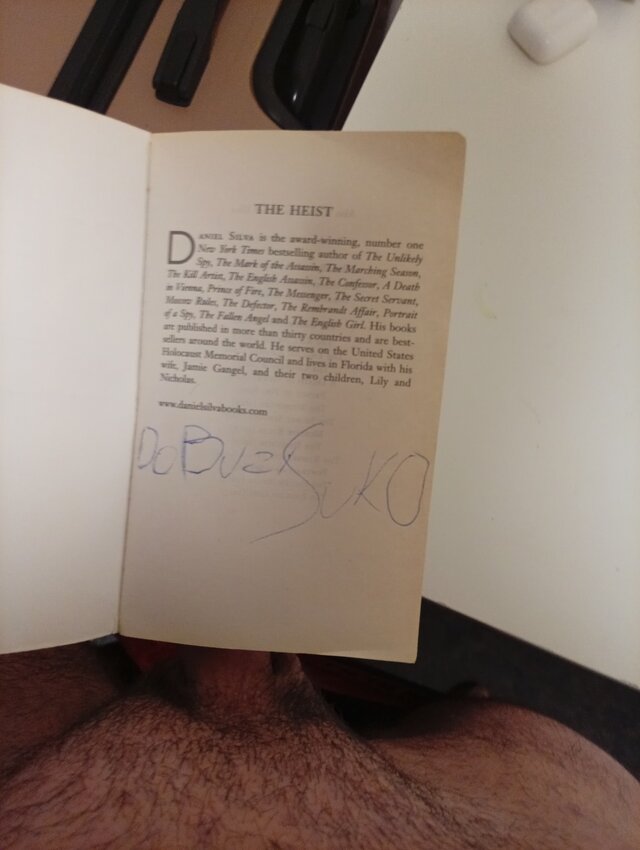 THE HEIST
DANIEL SILVA is the award-winning, number one
New York Times bestselling author of The Unlikely
Spy, The Mark of the Assassin, The Marching Season,
The Kill Artist, The English Assassin, The Confessor, A Death
in Vienna, Prince of Fire, The Messenger, The Secret Servant,
Moscow Rules, The Defector, The Rembrandt Affair, Portrait
of a Spy, The Fallen Angel and The English Girl. His books
are published in more than thirty countries and are best-
sellers around the world. He serves on the United States
Holocaust Memorial Council and lives in Florida with his
wife, Jamie Gangel, and their two children, Lily and
Nicholas.
www.danielsilvabooks.com